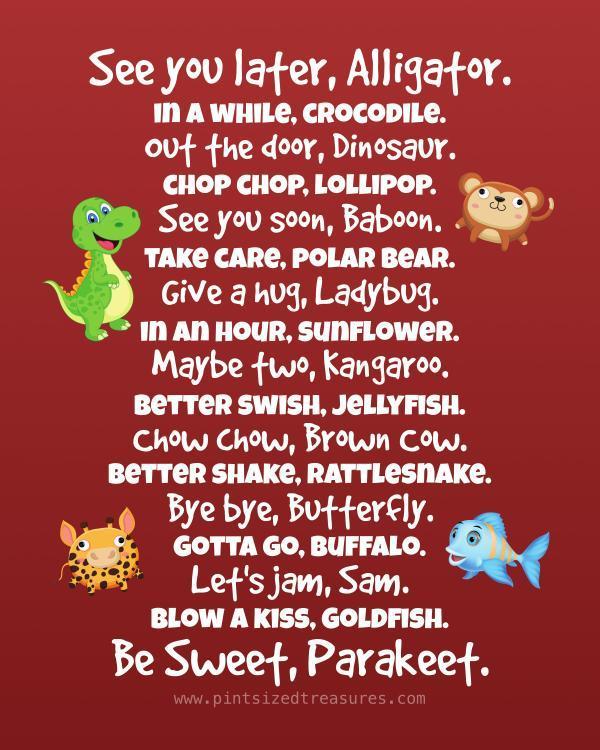 See you later, Alligator.
In a while, crocodile.
Out the door, Dinosaur.
Chop chop, lollipop.
See you soon, Baboon.
Take care, polar bear.
Give a hug, Ladybug.
In an hour, sunflower.
Maybe two, Kangaroo.
Better swish, jellyfish.
Chow Chow, Brown Cow.
Better shake, rattlesnake.
Bye bye, Butterfly.
Gotta go, buffalo.
Let's jam, Sam.
Blow a kiss, goldfish.
Be Sweet, Parakeet.
www.pintsizedtreasures.com